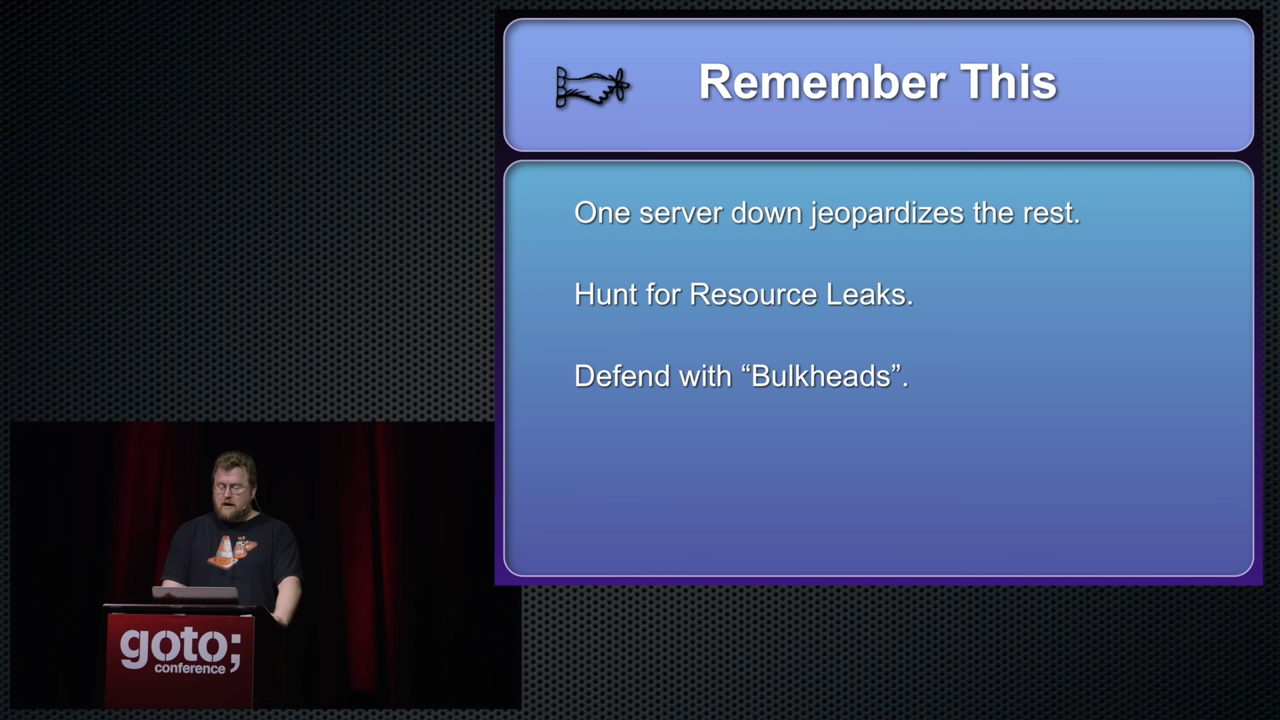 Remember This
One server down jeopardizes the rest.
Hunt for Resource Leaks.
Defend with “Bulkheads”.
goto;
conference